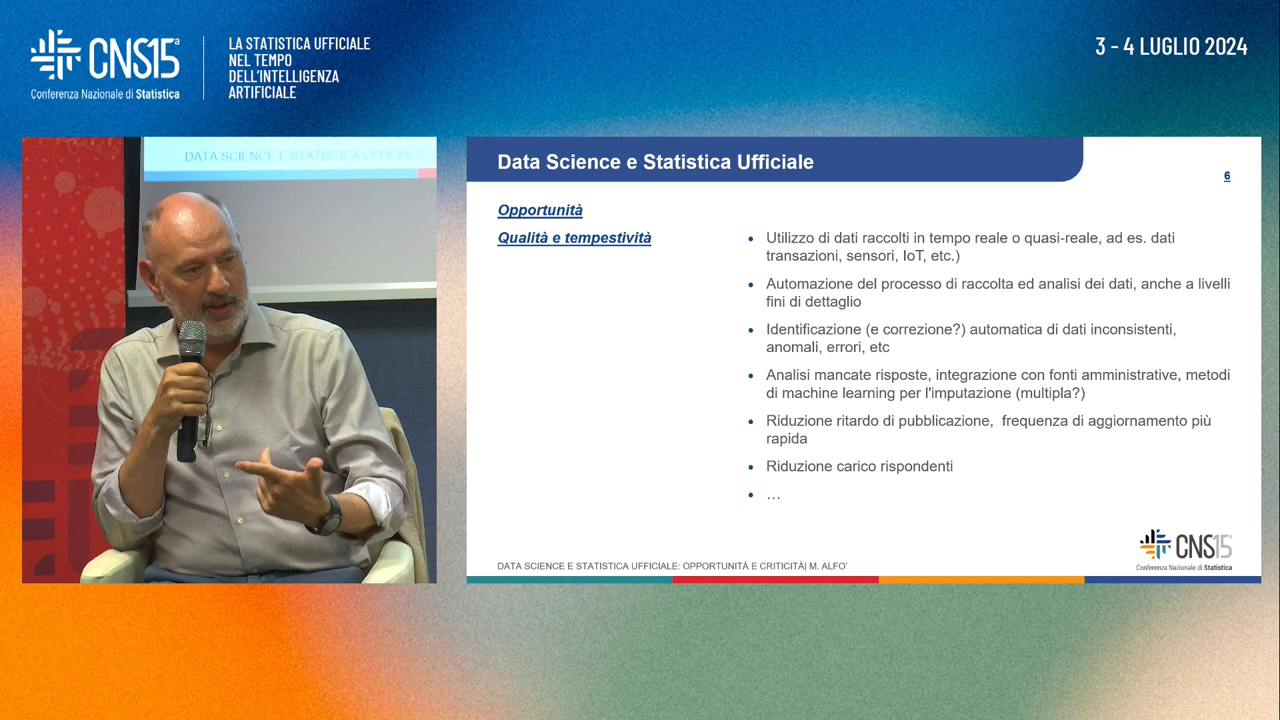 CNS15ª
Conferenza Nazionale di Statistica
LA STATISTICA UFFICIALE
NEL TEMPO
DELL'INTELLIGENZA
ARTIFICIALE
3 - 4 LUGLIO 2024
DATA SCIENCE E STATISTICA UFFICIALE
Data Science e Statistica Ufficiale
6
Opportunità
Qualità e tempestività
• Utilizzo di dati raccolti in tempo reale o quasi-reale, ad es. dati
transazioni, sensori, IoT, etc.)
• Automazione del processo di raccolta ed analisi dei dati, anche a livelli
fini di dettaglio
• Identificazione (e correzione?) automatica di dati inconsistenti,
anomali, errori, etc
• Analisi mancate risposte, integrazione con fonti amministrative, metodi
di machine learning per l'imputazione (multipla?)
• Riduzione ritardo di pubblicazione,  frequenza di aggiornamento più
rapida
• Riduzione carico rispondenti
• …
CNS15
Conferenza Nazionale di Statistica
DATA SCIENCE E STATISTICA UFFICIALE: OPPORTUNITÀ E CRITICITÀ| M. ALFO'